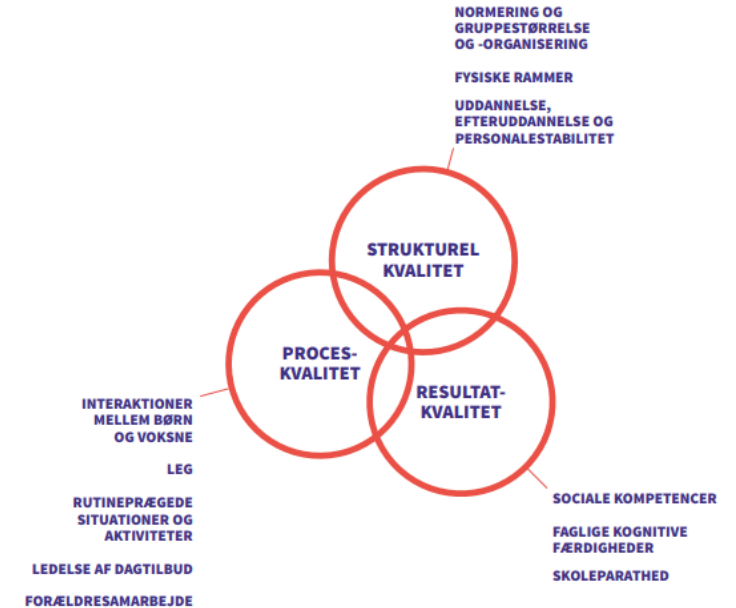 NORMERING OG
GRUPPESTØRRELSE
OG -ORGANISERING
FYSISKE RAMMER
UDDANNELSE,
EFTERUDDANNELSE OG
PERSONALESTABILITET
STRUKTUREL
KVALITET
PROCES-
KVALITET
RESULTAT-
KVALITET
INTERAKTIONER
MELLEM BØRN
OG VOKSNE
LEG
RUTINEPRÆGEDE
SITUATIONER OG
AKTIVITETER
LEDELSE AF DAGTILBUD
FORÆLDRESAMARBEJDE
SOCIALE KOMPETENCER
FAGLIGE KOGNITIVE
FÆRDIGHEDER
SKOLEPARATHED